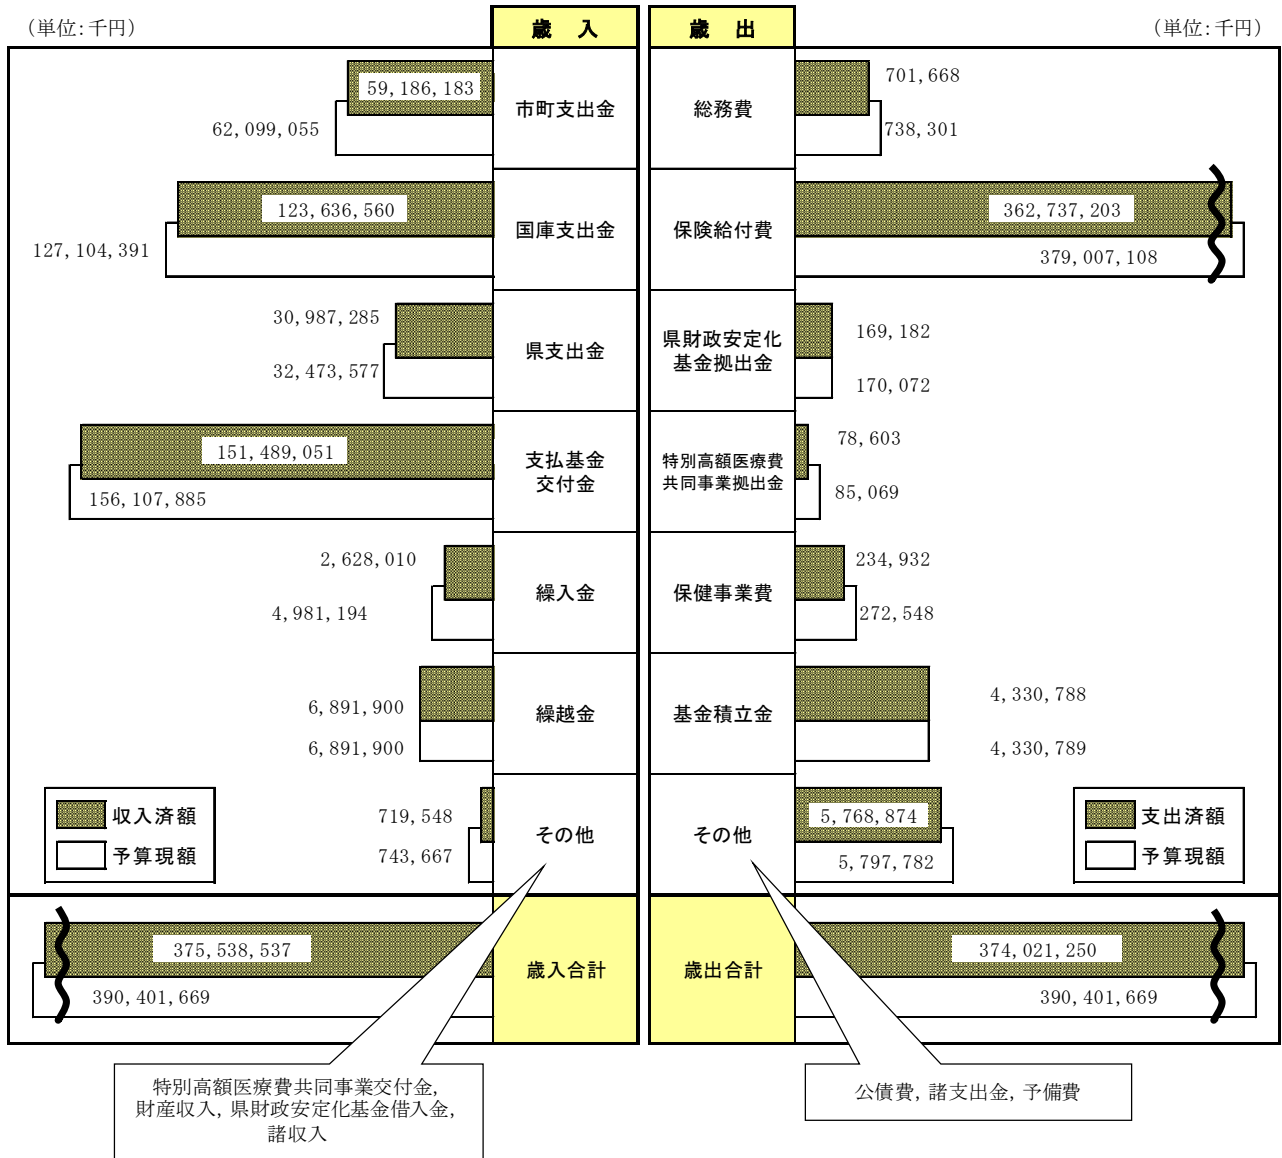 （単位：千円）
歳　入
59,186,183
62,099,055
市町支出金
123,636,560
127,104,391
国庫支出金
30,987,285
32,473,577
県支出金
151,489,051
156,107,885
支払基金
交付金
2,628,010
4,981,194
繰入金
6,891,900
6,891,900
繰越金
719,548
743,667
その他
収入済額
予算現額
375,538,537
390,401,669
歳入合計
特別高額医療費共同事業交付金，
財産収入，県財政安定化基金借入金，
諸収入
歳　出
（単位：千円）
総務費
701,668
738,301
保険給付費
362,737,203
379,007,108
県財政安定化
基金拠出金
169,182
170,072
特別高額医療費
共同事業拠出金
78,603
85,069
保健事業費
234,932
272,548
基金積立金
4,330,788
4,330,789
その他
5,768,874
5,797,782
支出済額
予算現額
歳出合計
374,021,250
390,401,669
公債費，諸支出金，予備費